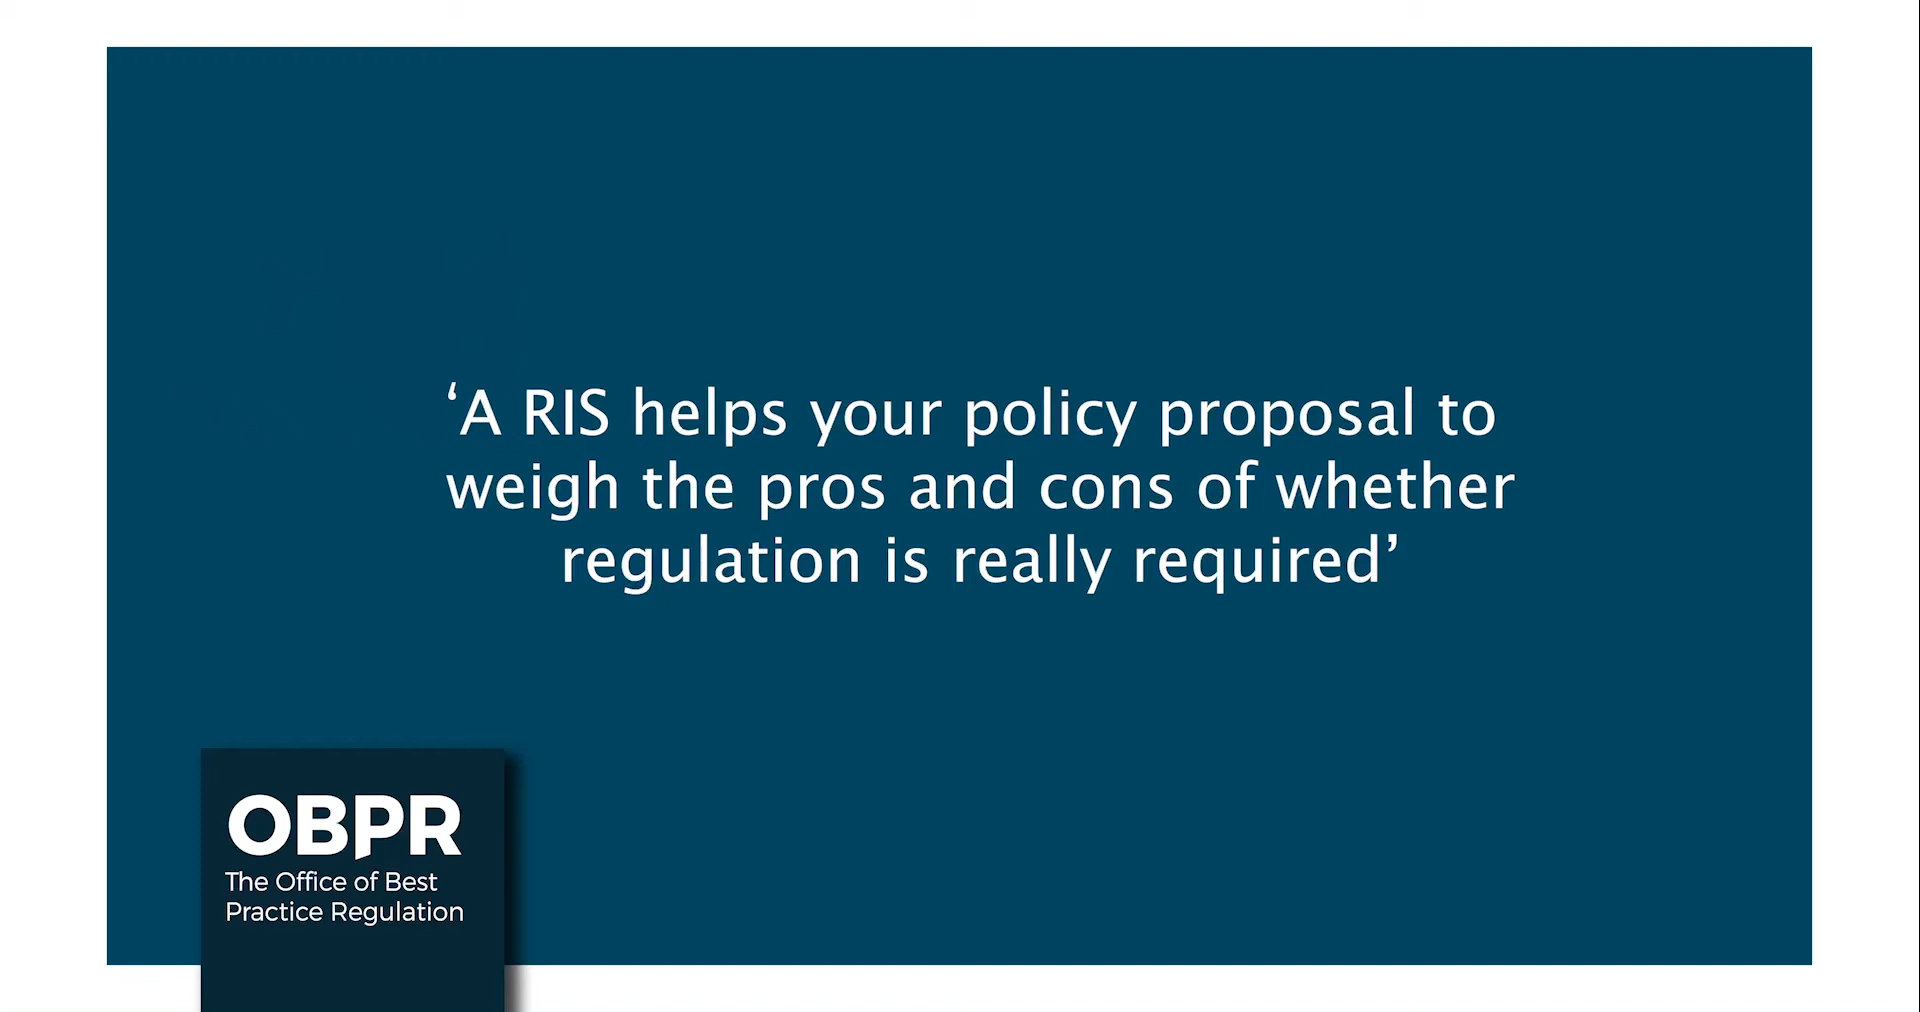 ‘A RIS helps your policy proposal to
weigh the pros and cons of whether
regulation is really required’
OBPR
The Office of Best
Practice Regulation